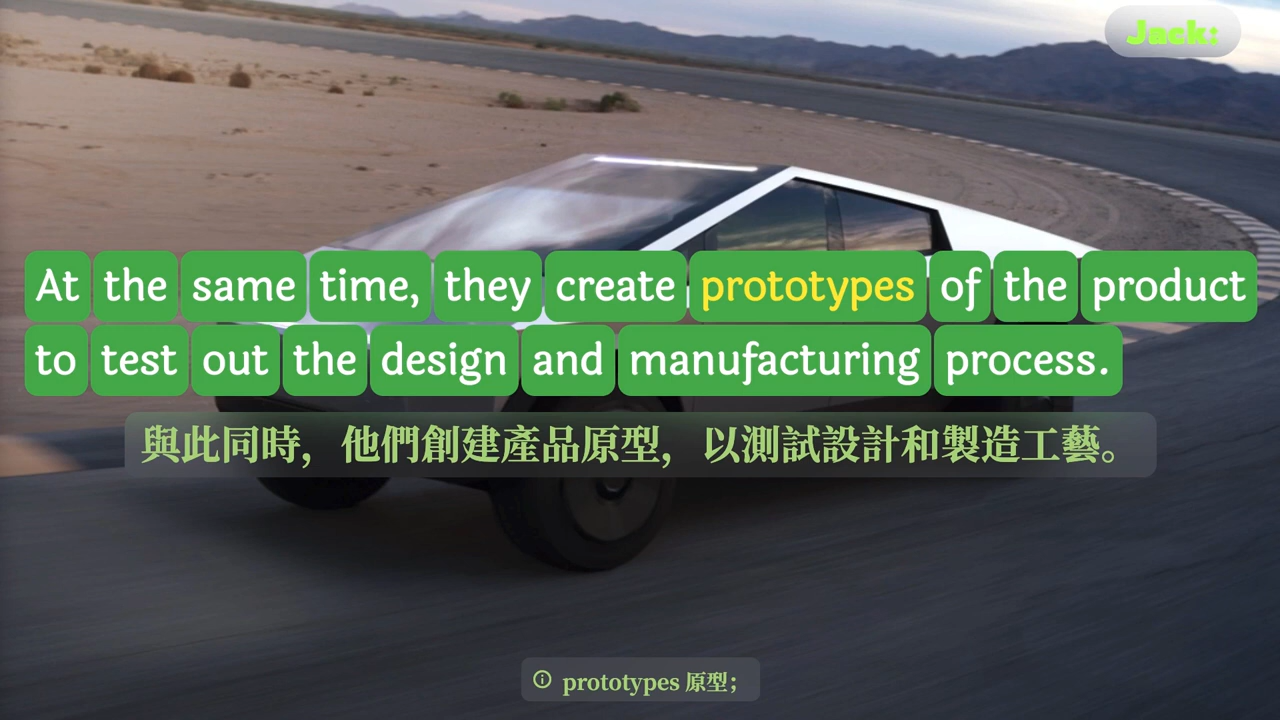 Jack:
At the same time, they create prototypes of the product
to test out the design and manufacturing process.
與此同時，他們創建產品原型，以測試設計和製造工藝。
prototypes 原型；